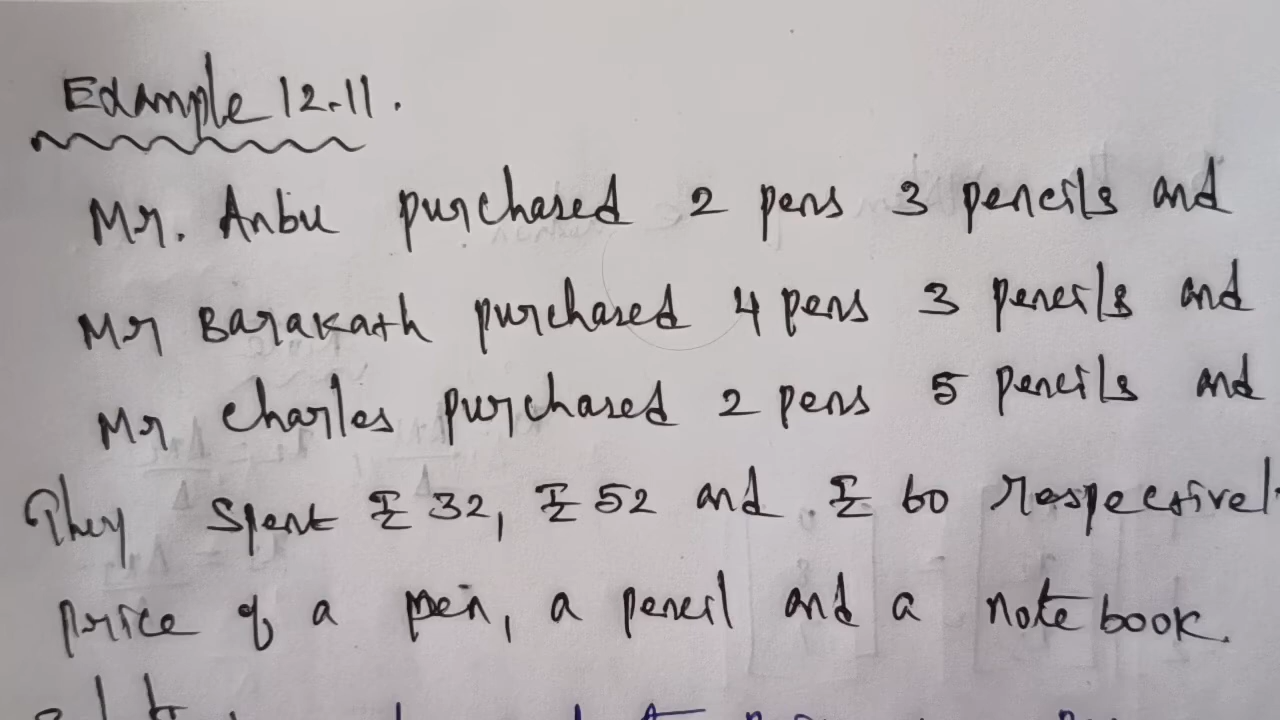 Example 12.11.
Mr. Anbu purchased 2 pens 3 pencils and
Mr Barakath purchased 4 pens 3 pencils and
Mr Charles purchased 2 pens 5 pencils and
They spent ₹ 32, ₹ 52 and ₹ 60 respectivel
price of a pen, a pencil and a note book.